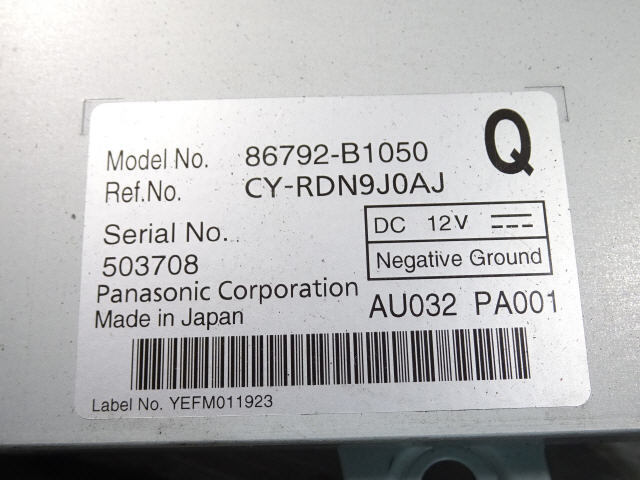 Model No. 86792-B1050 Q
Ref.No. CY-RDN9J0AJ
Serial No.
503708
DC 12V
Negative Ground
Panasonic Corporation
Made in Japan
AU032 PA001
Label No. YEFM011923